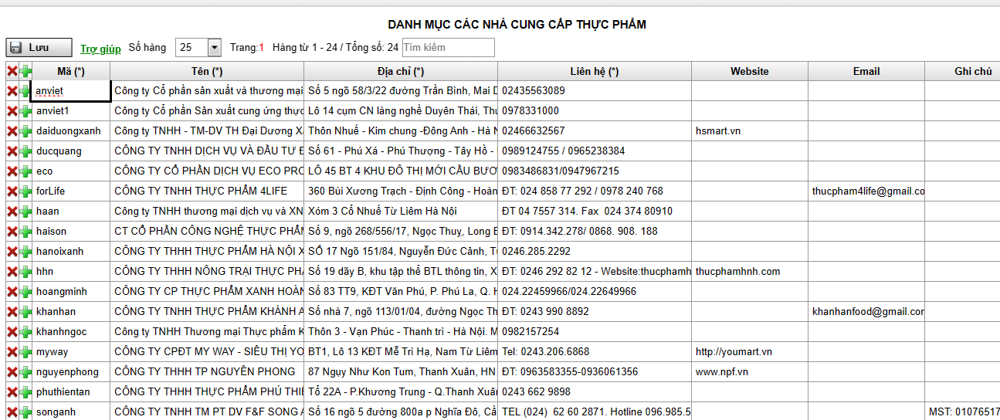 DANH MỤC CÁC NHÀ CUNG CẤP THỰC PHẨM
Lưu Trợ giúp Số hàng 25 Trang:1 Hàng từ 1 - 24 / Tổng số: 24 Tìm kiếm
Mã (*) Tên (*) Địa chỉ (*) Liên hệ (*) Website Email Ghi chú
anviet Công ty Cổ phần sản xuất và thương mại Số 5 ngõ 58/3/22 đường Trần Bình, Mai D 02435563089
anviet1 Công ty Cổ phần Sản xuất cung ứng thực Lô 14 cụm CN làng nghề Duyên Thái, Thư 0978331000
daiduongxanh Công ty TNHH - TM-DV TH Đại Dương X Thôn Nhuế - Kim chung -Đông Anh - Hà N 02466632567 hsmart.vn
ducquang CÔNG TY TNHH DỊCH VỤ VÀ ĐẦU TƯ Đ Số 61 - Phú Xá - Phú Thượng - Tây Hồ - 0989124755 / 0965238384
eco CÔNG TY CỔ PHẦN DỊCH VỤ ECO PRO LÔ 45 BT 4 KHU ĐÔ THỊ MỚI CẦU BƯƠ 0983486831/0947967215
forLife CÔNG TY TNHH THỰC PHẨM 4LIFE 360 Bùi Xương Trạch - Định Công - Hoàn ĐT: 024 858 77 292 / 0978 240 768 thucpham4life@gmail.co
haan Công ty TNHH thương mại dịch vụ và XN Xóm 3 Cổ Nhuế Từ Liêm Hà Nội ĐT 04 7557 314. Fax 024 374 80910
haison CT CỔ PHẦN CÔNG NGHỆ THỰC PHẨM Số 9, ngõ 268/556/17, Ngọc Thuỵ, Long B ĐT: 0914.342.278/ 0868. 908. 188
hanoixanh CÔNG TY THHH THỰC PHẨM HÀ NỘI X SỐ 17 Ngõ 151/84, Nguyễn Đức Cảnh, T 0246.285.2292
hhn CÔNG TY THHH NÔNG TRẠI THỰC PHẨ Số 19 dãy B, khu tập thể BTL thông tin, X ĐT: 0246 292 82 12 - Website:thucphamh thucphamhnh.com
hoangminh CÔNG TY CP THỰC PHẨM XANH HOÀN Số 83 TT9, KĐT Văn Phú, P. Phú La, Q. H 024.22459966/024.22649966
khanhan CÔNG TY TNHH THỰC PHẨM KHÁNH A Số nhà 7, ngõ 113/01/04, đường Ngọc Th ĐT: 0243 990 8892 khanhanfood@gmail.com
khanhngoc Công ty TNHH Thương mại Thực phẩm K Thôn 3 - Vạn Phúc - Thanh trì - Hà Nội. M 0982157254
myway CÔNG TY CPĐT MY WAY - SIÊU THỊ YO BT1, Lô 13 KĐT Mễ Trì Hạ, Nam Từ Liêm Tel: 0243.206.6868 http://youmart.vn
nguyenphong CÔNG TY THHH TP NGUYÊN PHONG 87 Ngụy Như Kon Tum, Thanh Xuân, HN ĐT: 0963583355-0936061356 www.npf.vn
phuthientan CÔNG TY THHH THỰC PHẨM PHÚ THIÊ Tổ 22A - P.Khương Trung - Q.Thanh Xuân 0243 662 9898
songanh CÔNG TY TNHH TM PT DV F&F SONG A Số 16 ngõ 5 đường 800a p Nghĩa Đô, Cầ TEL (024) 62 60 2871. Hotline 096.985.5 MST: 01076517